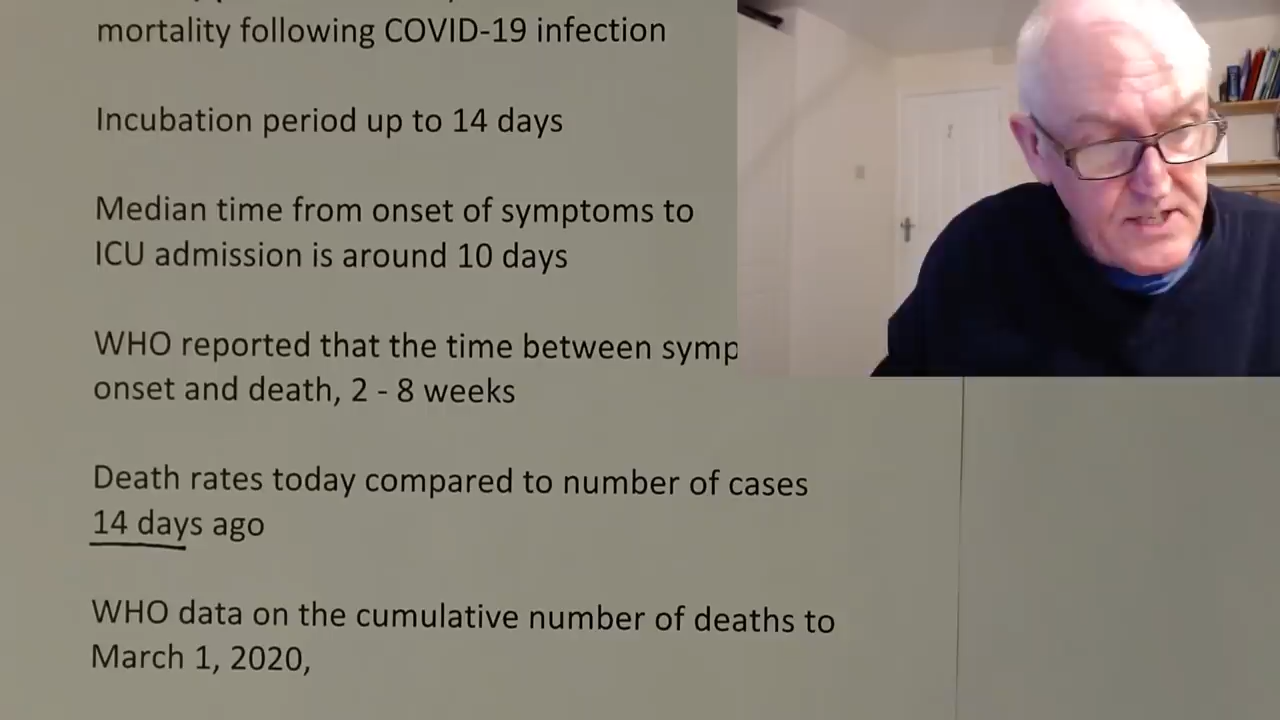 mortality following COVID-19 infection
Incubation period up to 14 days
Median time from onset of symptoms to
ICU admission is around 10 days
WHO reported that the time between symp
onset and death, 2 - 8 weeks
Death rates today compared to number of cases
14 days ago
WHO data on the cumulative number of deaths to
March 1, 2020,